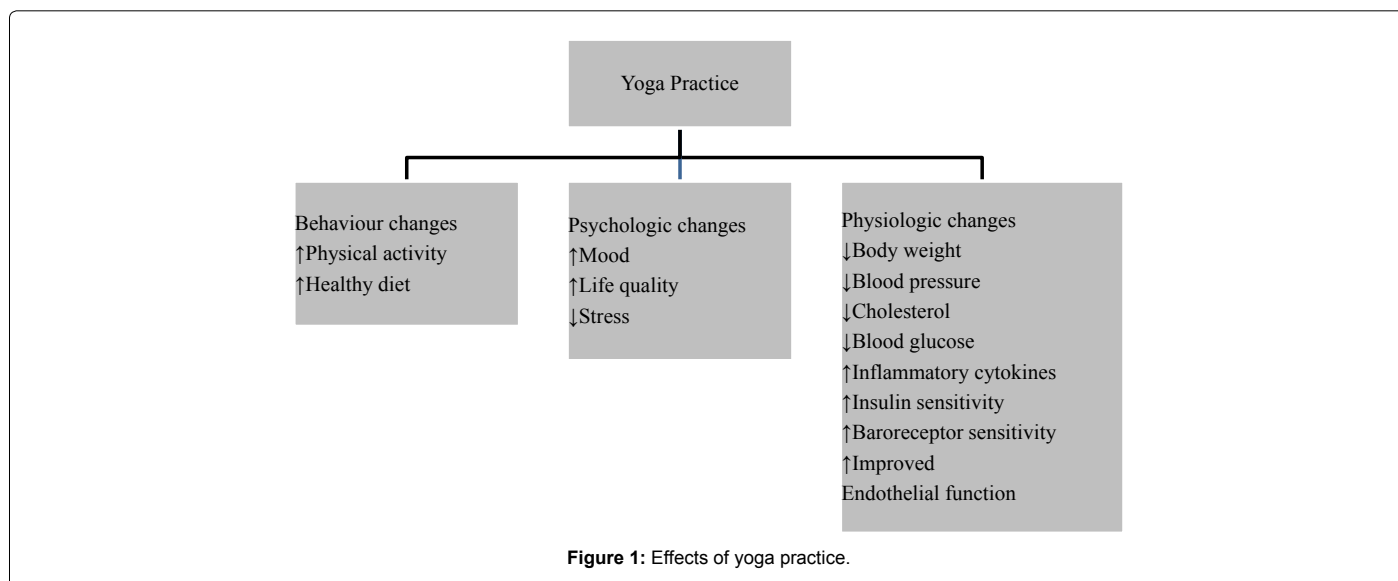 Yoga Practice
Behaviour changes
↑Physical activity
↑Healthy diet
Psychologic changes
↑Mood
↑Life quality
↓Stress
Physiologic changes
↓Body weight
↓Blood pressure
↓Cholesterol
↓Blood glucose
↑Inflammatory cytokines
↑Insulin sensitivity
↑Baroreceptor sensitivity
↑Improved
Endothelial function
Figure 1: Effects of yoga practice.